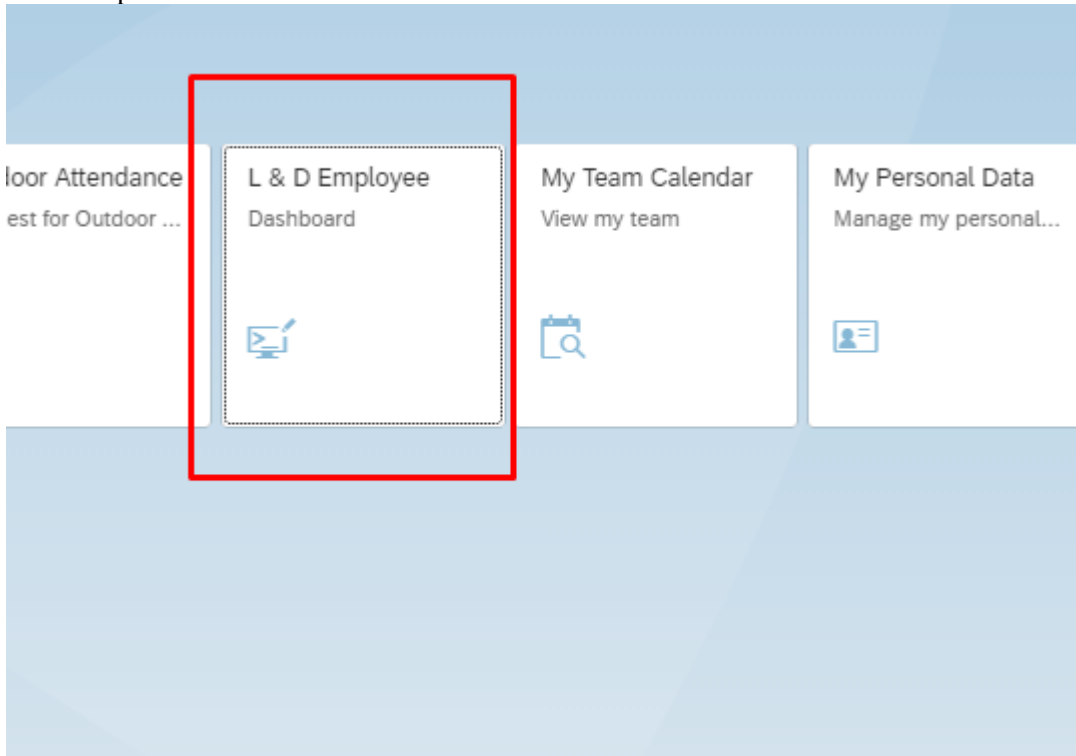 loor Attendance
est for Outdoor ...
L & D Employee
Dashboard
My Team Calendar
View my team
My Personal Data
Manage my personal...